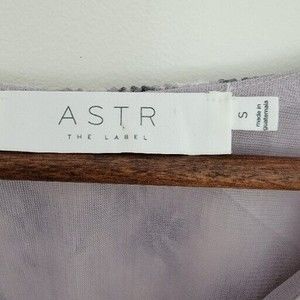 ASTR
THE LABEL
S
made in
guatemala